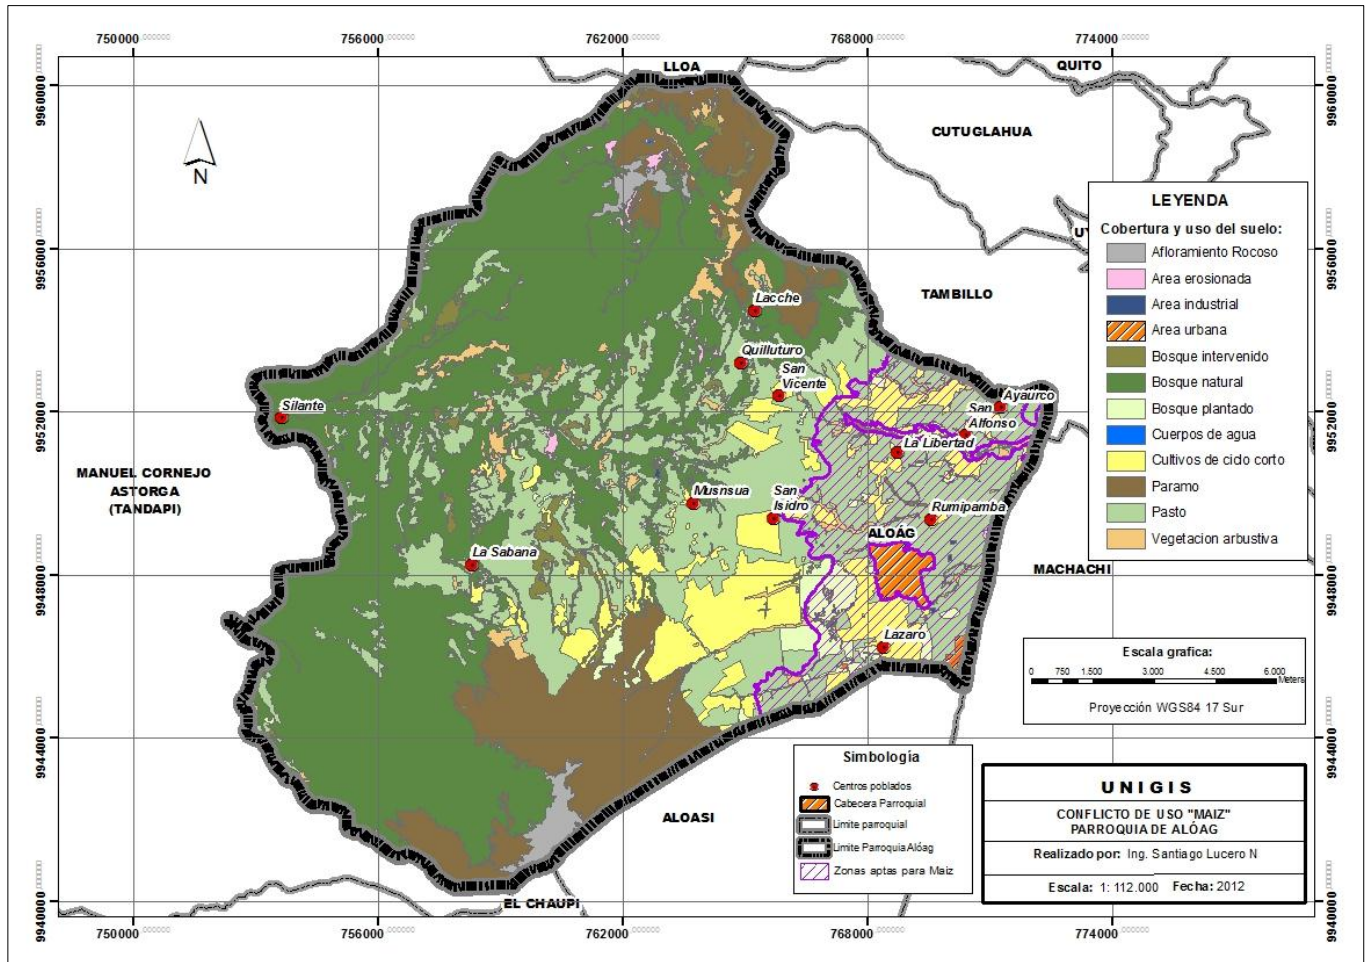 750000 756000 762000 768000 774000
9960000 9960000
9956000 9956000
9952000 9952000
9948000 9948000
9944000 9944000
9940000 9940000
750000 756000 762000 768000 774000
N
LLOA
QUITO
CUTUGLAHUA
TAMBILLO
MANUEL CORNEJO
ASTORGA
(TANDAPI)
MACHACHI
ALOASI
EL CHAUPI
Lacche
Quilluturo
San
Vicente
Silante
Ayaurco
San
Alfonso
La Libertad
Musnsua
San
Isidro
Rumipamba
ALOÁG
La Sabana
Lazaro
LEYENDA
Cobertura y uso del suelo:
Afloramiento Rocoso
Area erosionada
Area industrial
Area urbana
Bosque intervenido
Bosque natural
Bosque plantado
Cuerpos de agua
Cultivos de ciclo corto
Paramo
Pasto
Vegetacion arbustiva
Escala grafica:
0 750 1.500 3.000 4.500 6.000
Meters
Proyección WGS84 17 Sur
Simbología
Centros poblados
Cabecera Parroquial
Limite parroquial
Limite Parroquia Alóag
Zonas aptas para Maiz
UNIGIS
CONFLICTO DE USO "MAIZ"
PARROQUIA DE ALÓAG
Realizado por: Ing. Santiago Lucero N
Escala: 1: 112.000 Fecha: 2012